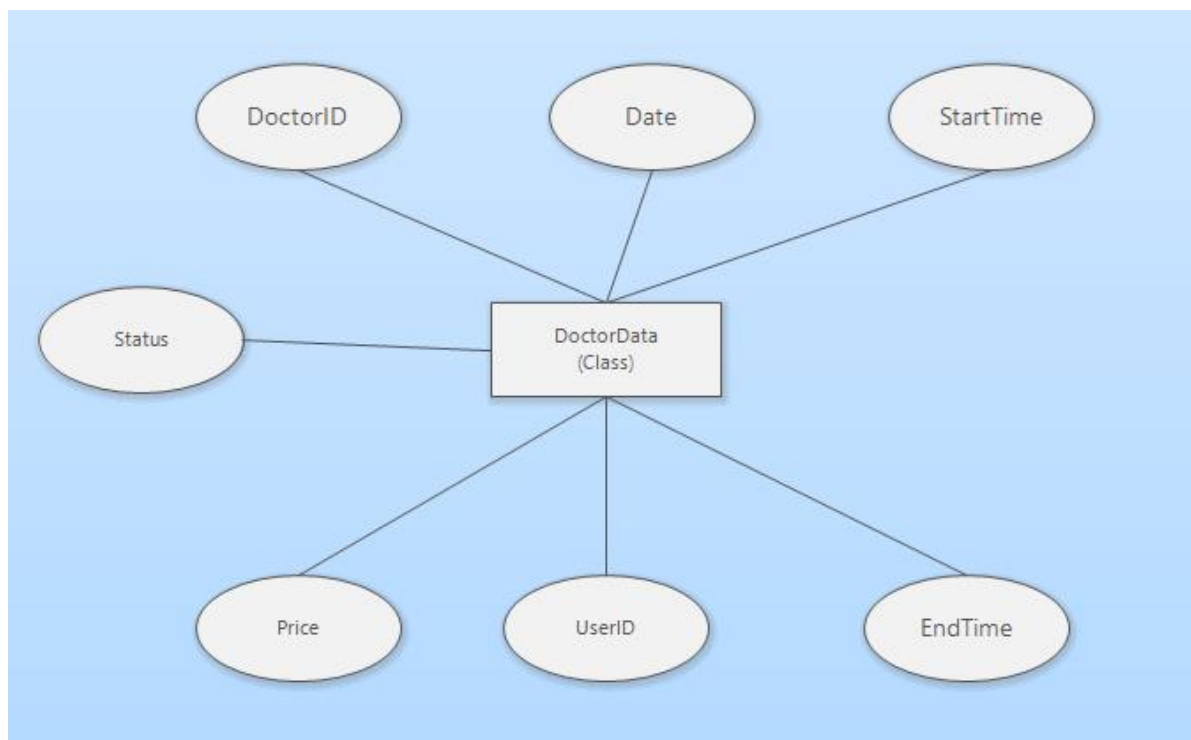 DoctorID
Date
StartTime
Status
DoctorData
(Class)
Price
UserID
EndTime